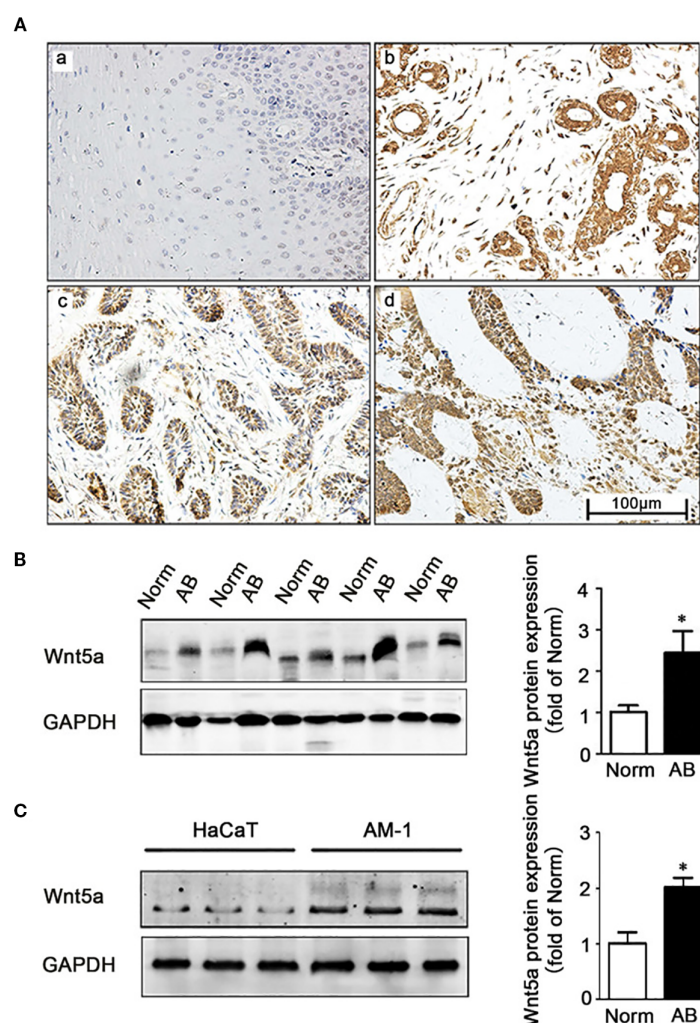 A
a
b
c
d
100µm
B
Norm AB Norm AB Norm AB Norm AB Norm AB
Wnt5a
GAPDH
Wnt5a protein expression
(fold of Norm)
4
3
2
1
0
*
Norm AB
C
HaCaT AM-1
Wnt5a
GAPDH
Wnt5a protein expression
(fold of Norm)
3
2
1
0
*
Norm AB